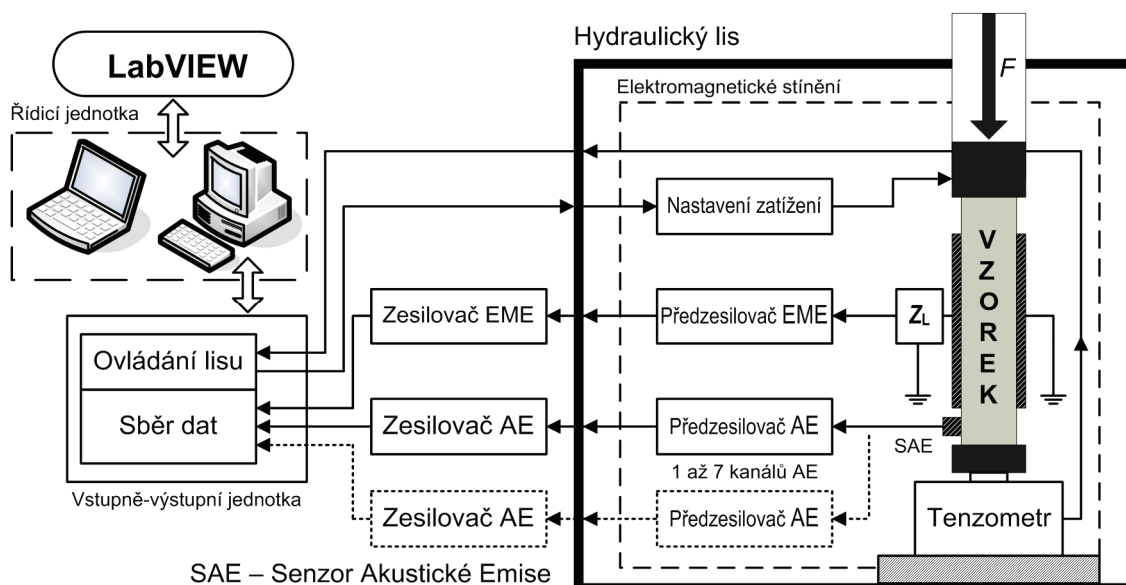 LabVIEW
Řídicí jednotka
Hydraulický lis
Elektromagnetické stínění
F
Nastavení zatížení
VZOREK
Zesilovač EME
Předzesilovač EME
ZL
Ovládání lisu
Sběr dat
Zesilovač AE
Předzesilovač AE
SAE
1 až 7 kanálů AE
Vstupně-výstupní jednotka
Zesilovač AE
Předzesilovač AE
Tenzometr
SAE – Senzor Akustické Emise